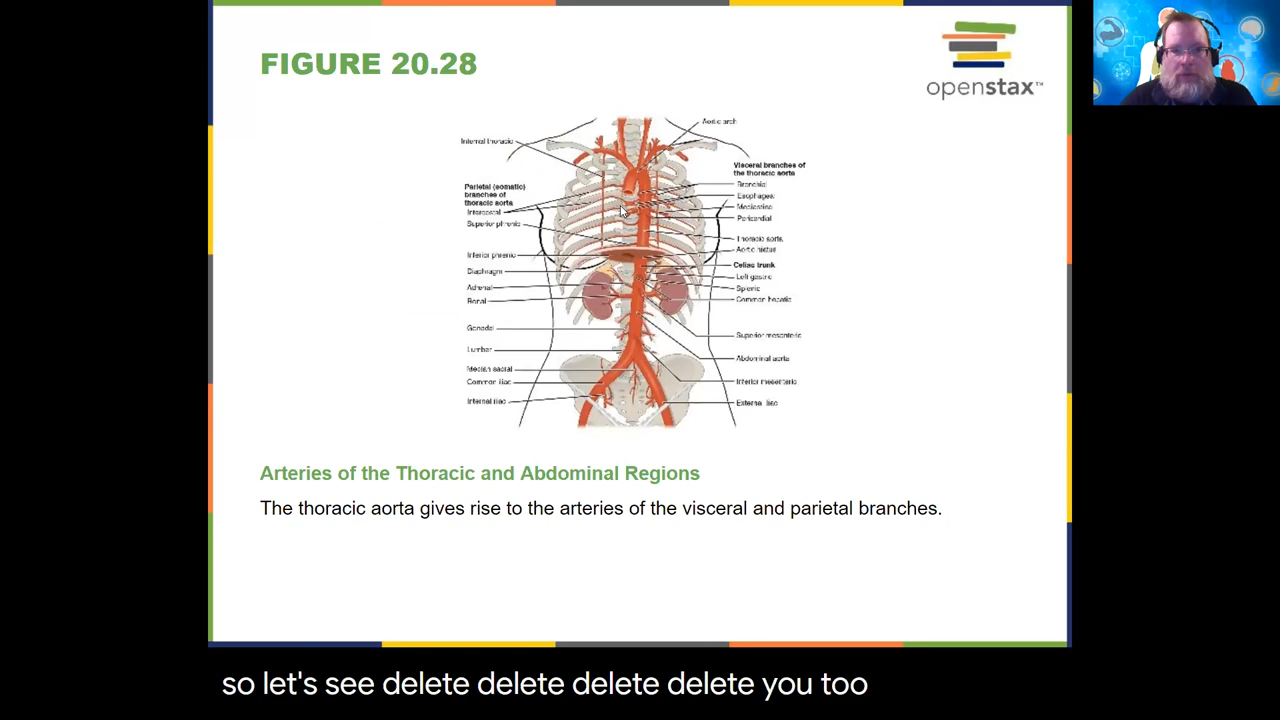 FIGURE 20.28
openstax™
Aortic arch
Internal thoracic
Visceral branches of
the thoracic aorta
Bronchial
Esophageal
Mediastinal
Pericardial
Thoracic aorta
Aortic hiatus
Celiac trunk
Left gastric
Splenic
Common hepatic
Superior mesenteric
Abdominal aorta
Inferior mesenteric
External iliac
Parietal (somatic)
branches of
thoracic aorta
Intercostal
Superior phrenic
Inferior phrenic
Diaphragm
Adrenal
Renal
Gonadal
Lumbar
Median sacral
Common iliac
Internal iliac
Arteries of the Thoracic and Abdominal Regions
The thoracic aorta gives rise to the arteries of the visceral and parietal branches.
so let's see delete delete delete delete you too